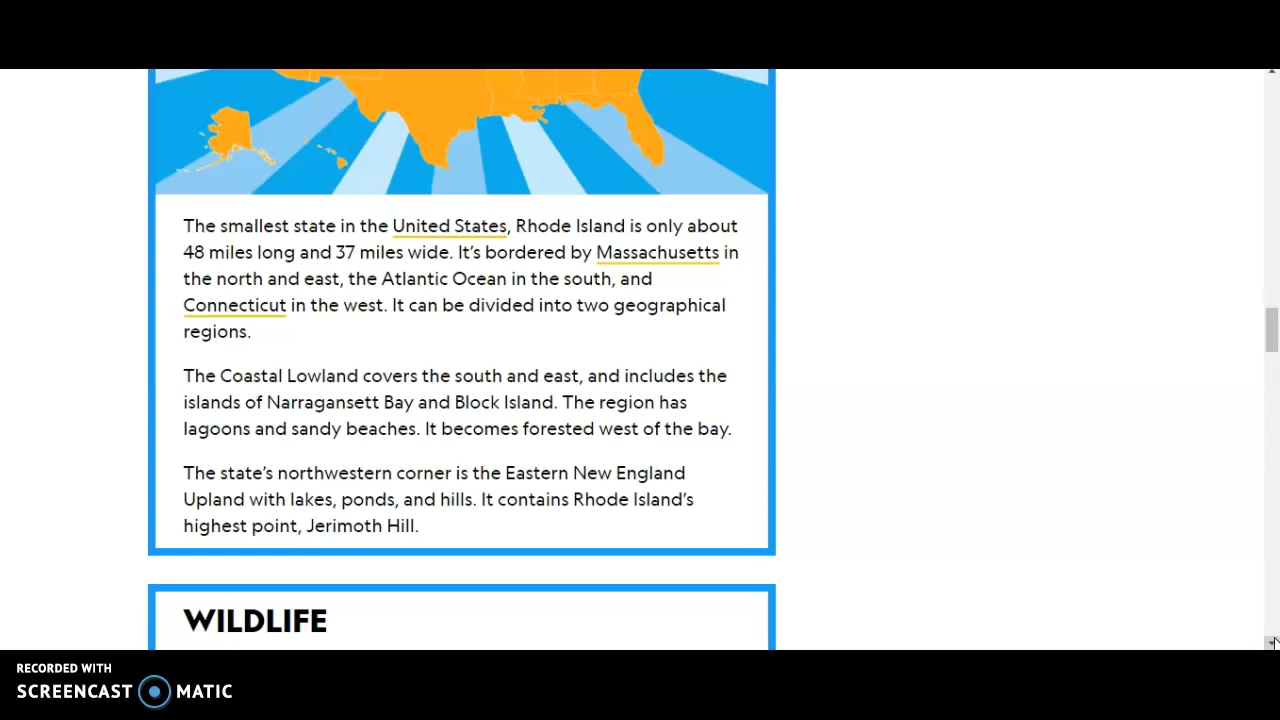 The smallest state in the United States, Rhode Island is only about
48 miles long and 37 miles wide. It’s bordered by Massachusetts in
the north and east, the Atlantic Ocean in the south, and
Connecticut in the west. It can be divided into two geographical
regions.
The Coastal Lowland covers the south and east, and includes the
islands of Narragansett Bay and Block Island. The region has
lagoons and sandy beaches. It becomes forested west of the bay.
The state’s northwestern corner is the Eastern New England
Upland with lakes, ponds, and hills. It contains Rhode Island’s
highest point, Jerimoth Hill.
WILDLIFE
RECORDED WITH
SCREENCAST MATIC